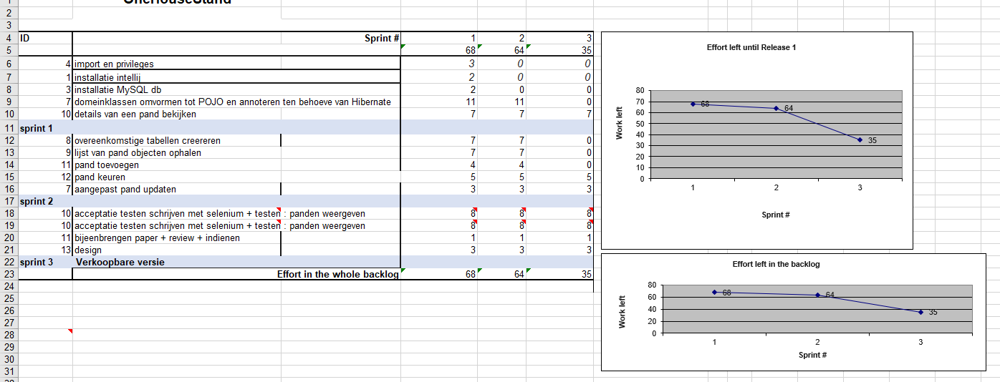 1
2
3
4 ID Sprint # 1 2 3
5 68 64 35
6 4 import en privileges 3 0 0
7 1 installatie intellij 2 0 0
8 3 installatie MySQL db 2 0 0
9 7 domeinklassen omvormen tot POJO en annoteren ten behoeve van Hibernate 11 11 0
10 10 details van een pand bekijken 7 7 7
11 sprint 1
12 8 overeenkomstige tabellen creereren 7 7 0
13 9 lijst van pand objecten ophalen 7 7 0
14 11 pand toevoegen 4 4 0
15 12 pand keuren 5 5 5
16 7 aangepast pand updaten 3 3 3
17 sprint 2
18 10 acceptatie testen schrijven met selenium + testen : panden weergeven 8 8 8
19 10 acceptatie testen schrijven met selenium + testen : panden weergeven 8 8 8
20 11 bijeenbrengen paper + review + indienen 1 1 1
21 13 design 3 3 3
22 sprint 3 Verkoopbare versie
23 Effort in the whole backlog 68 64 35
24
25
26
27
28
29
30
31
Effort left until Release 1
Work left
80
70
60
50
40
30
20
10
0
68
64
35
1 2 3
Sprint #
Effort left in the backlog
Work left
80
60
40
20
0
68
64
35
1 2 3
Sprint #